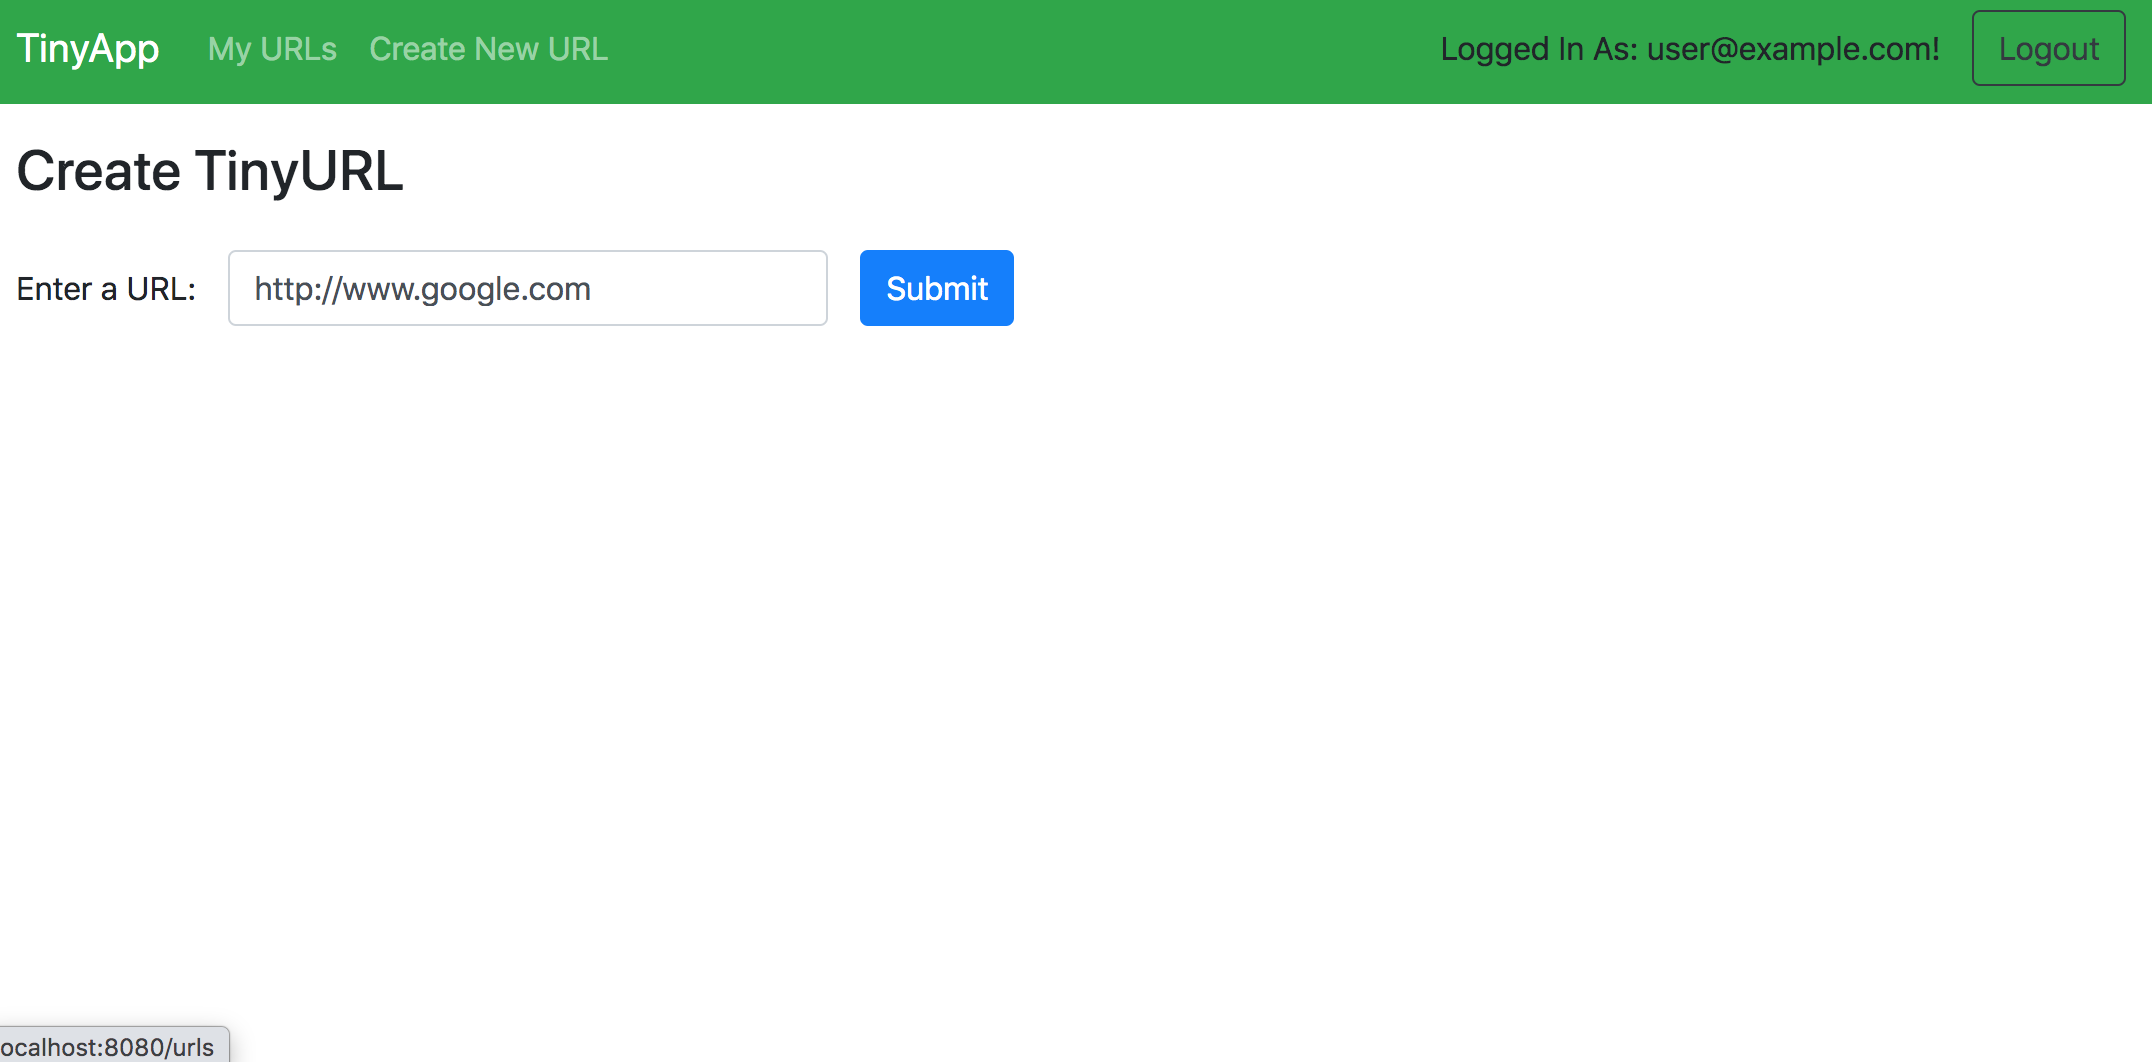 TinyApp My URLs Create New URL Logged In As: user@example.com! Logout
Create TinyURL
Enter a URL: http://www.google.com Submit
ocalhost:8080/urls